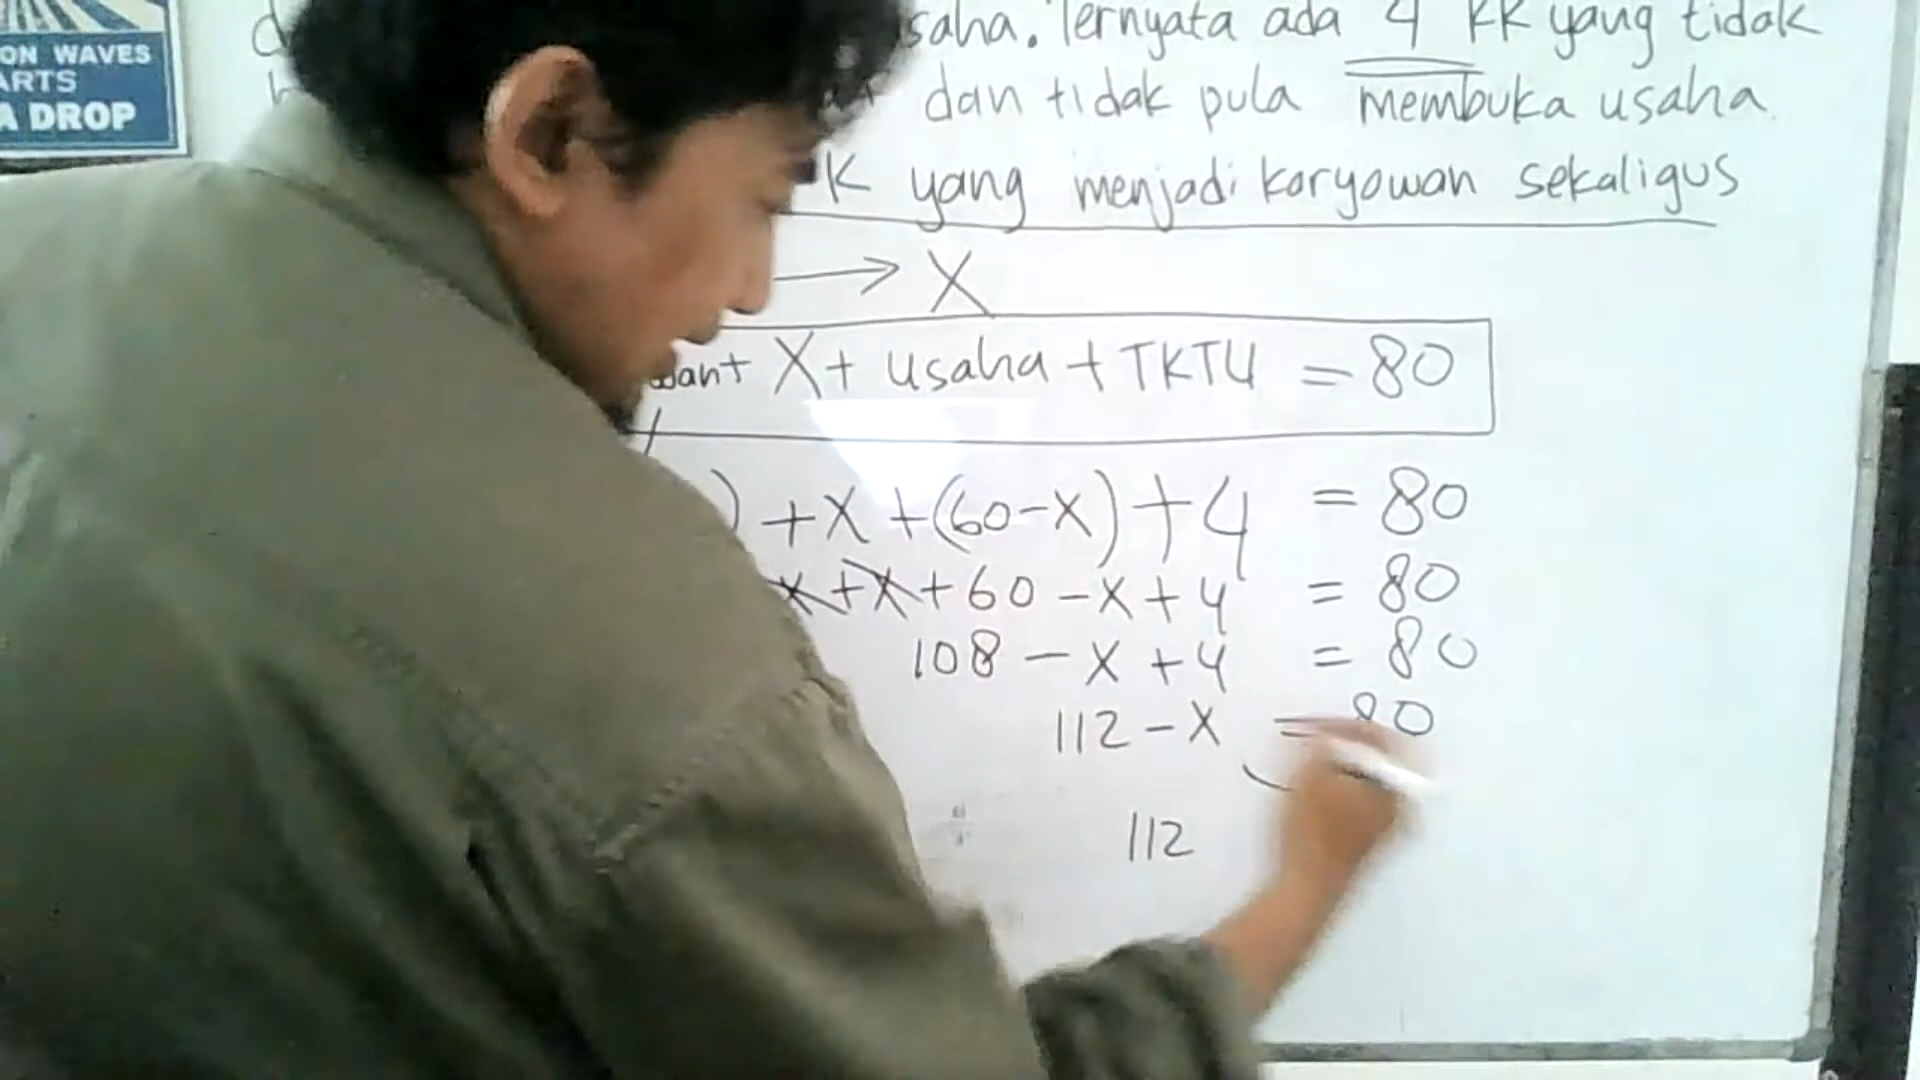 ON WAVES
ARTS
A DROP
saha. Ternyata ada 4 KK yang tidak
dan tidak pula membuka usaha.
K yang menjadi karyawan sekaligus
→ X
wan + X + usaha + TKTU = 80
) + X + (60 - X) + 4 = 80
X + X + 60 - X + 4 = 80
108 - X + 4 = 80
112 - X = 80
112